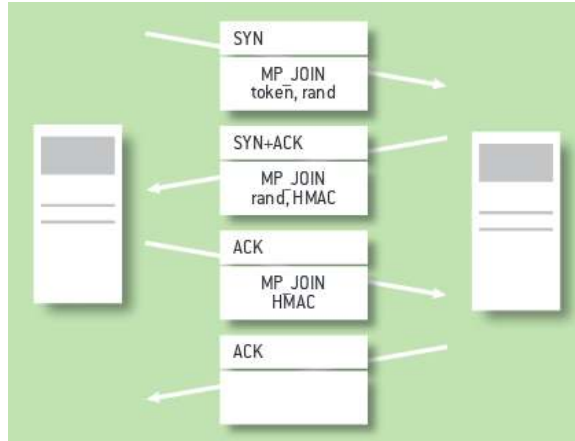 SYN
MP_JOIN
token, rand
SYN+ACK
MP_JOIN
rand, HMAC
ACK
MP_JOIN
HMAC
ACK